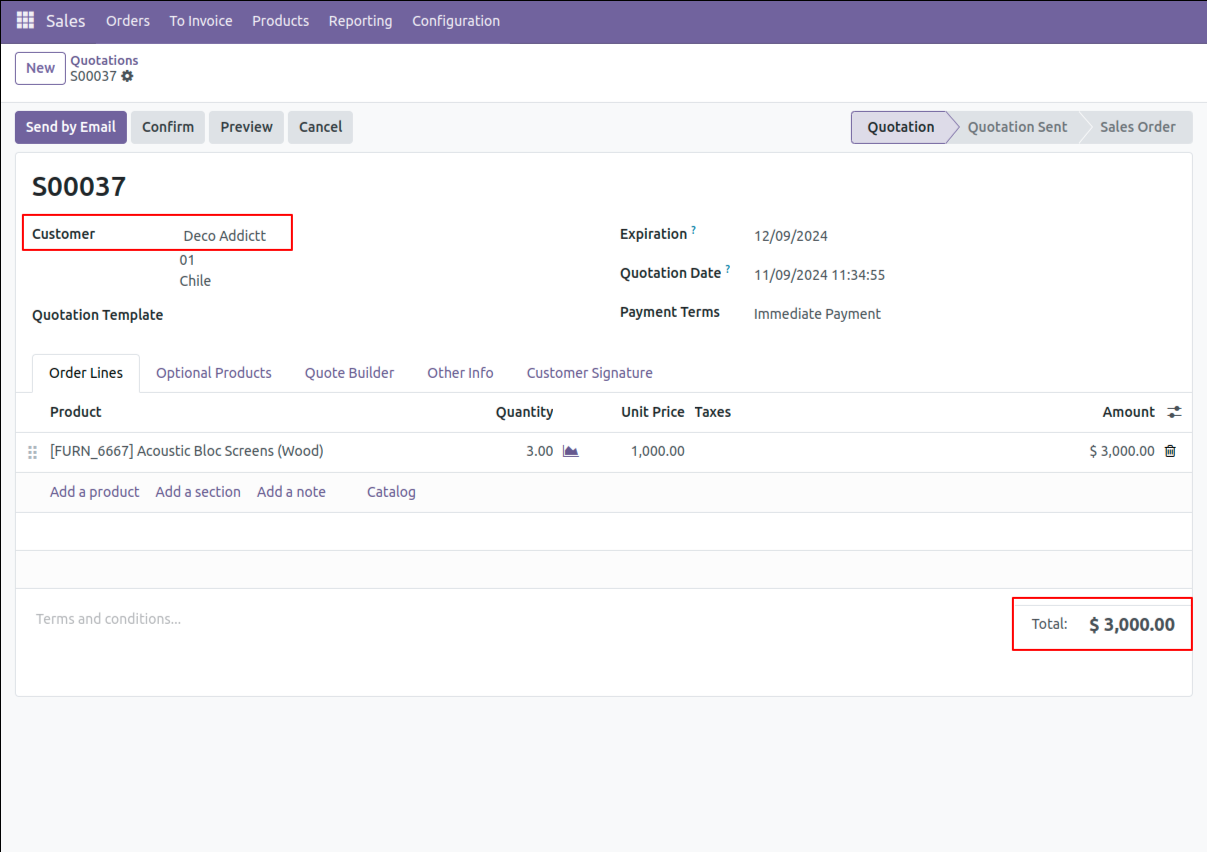 Sales Orders To Invoice Products Reporting Configuration
New Quotations
S00037
Send by Email Confirm Preview Cancel Quotation Quotation Sent Sales Order
S00037
Customer Deco Addictt Expiration ? 12/09/2024
01
Chile Quotation Date ? 11/09/2024 11:34:55
Quotation Template Payment Terms Immediate Payment
Order Lines Optional Products Quote Builder Other Info Customer Signature
Product Quantity Unit Price Taxes Amount
[FURN_6667] Acoustic Bloc Screens (Wood) 3.00 1,000.00 $ 3,000.00
Add a product Add a section Add a note Catalog
Terms and conditions... Total: $ 3,000.00